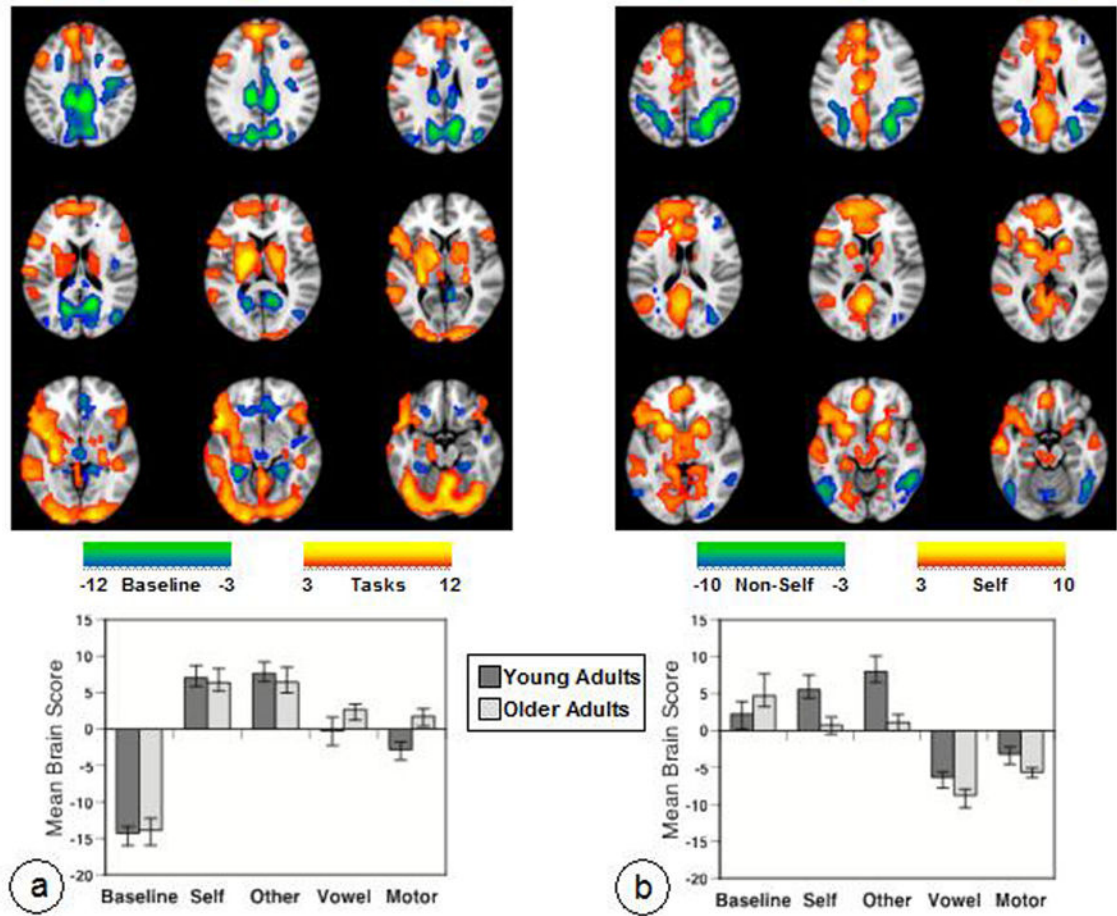 -12 Baseline -3 3 Tasks 12
-10 Non-Self -3 3 Self 10
15
10
5
0
-5
-10
-15
-20
Mean Brain Score
Baseline Self Other Vowel Motor
a
Young Adults
Older Adults
15
10
5
0
-5
-10
-15
-20
Mean Brain Score
Baseline Self Other Vowel Motor
b